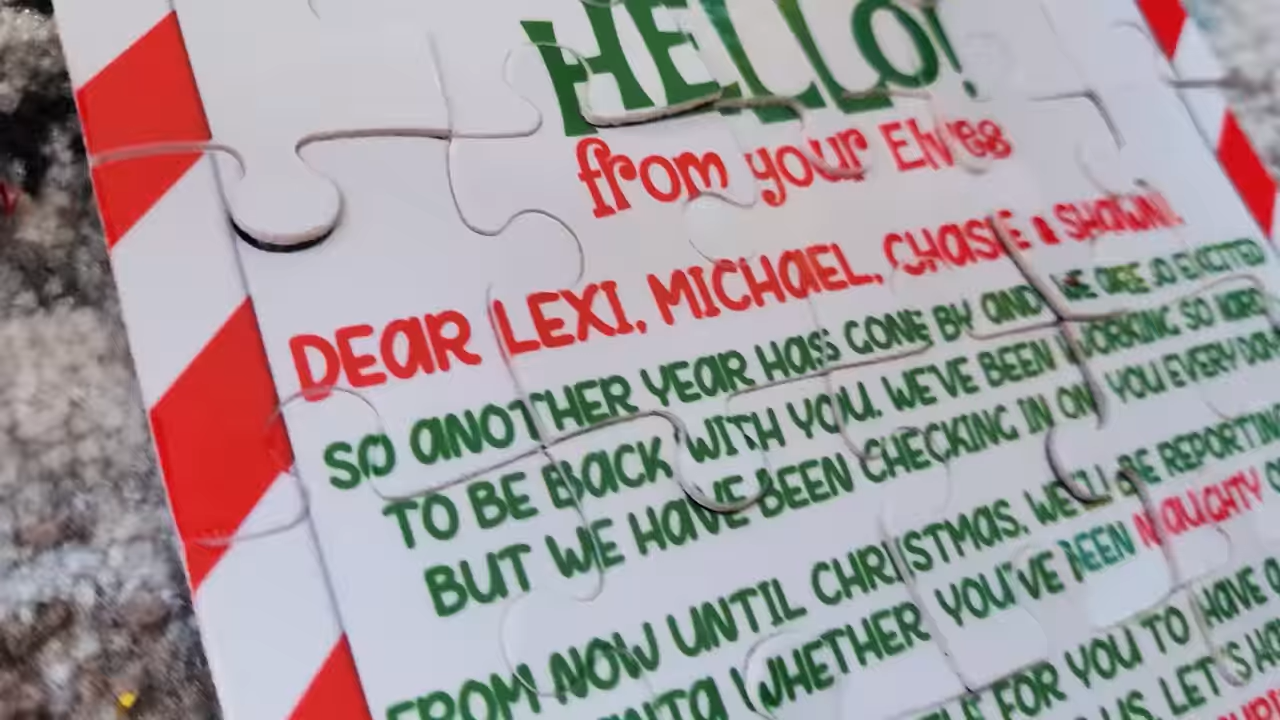 HELLO!
from your Elves
DEAR LEXI, MICHAEL, CHASIE & SHAWN!
SO ANOTHER YEAR HAS GONE BY AND WE ARE SO EXCITED
TO BE BACK WITH YOU. WE'VE BEEN WORKING SO HARD
BUT WE HAVE BEEN CHECKING IN ON YOU EVERY DAY
FROM NOW UNTIL CHRISTMAS. WE'LL BE REPORTING
WHETHER YOU'VE BEEN NAUGHTY
FOR YOU TO HAVE
US, LET'S